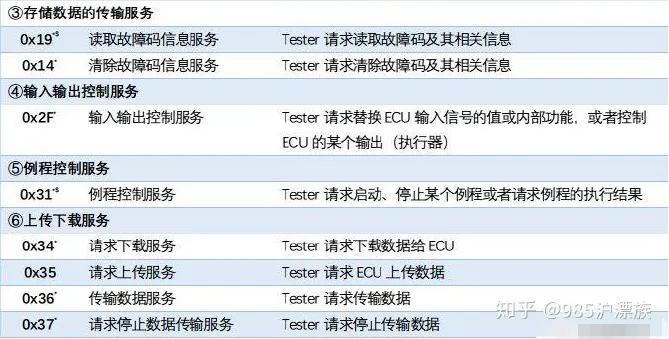 ③存储数据的传输服务
0x19*$ 读取故障码信息服务 Tester 请求读取故障码及其相关信息
0x14* 清除故障码信息服务 Tester 请求清除故障码及其相关信息
④输入输出控制服务
0x2F* 输入输出控制服务 Tester 请求替换 ECU 输入信号的值或内部功能，或者控制
ECU 的某个输出（执行器）
⑤例程控制服务
0x31*$ 例程控制服务 Tester 请求启动、停止某个例程或者请求例程的执行结果
⑥上传下载服务
0x34* 请求下载服务 Tester 请求下载数据给 ECU
0x35 请求上传服务 Tester 请求 ECU 上传数据
0x36* 传输数据服务 Tester 请求传输数据
0x37* 请求停止数据传输服务 Tester 请求停止传输数据
知乎 @985沪漂族